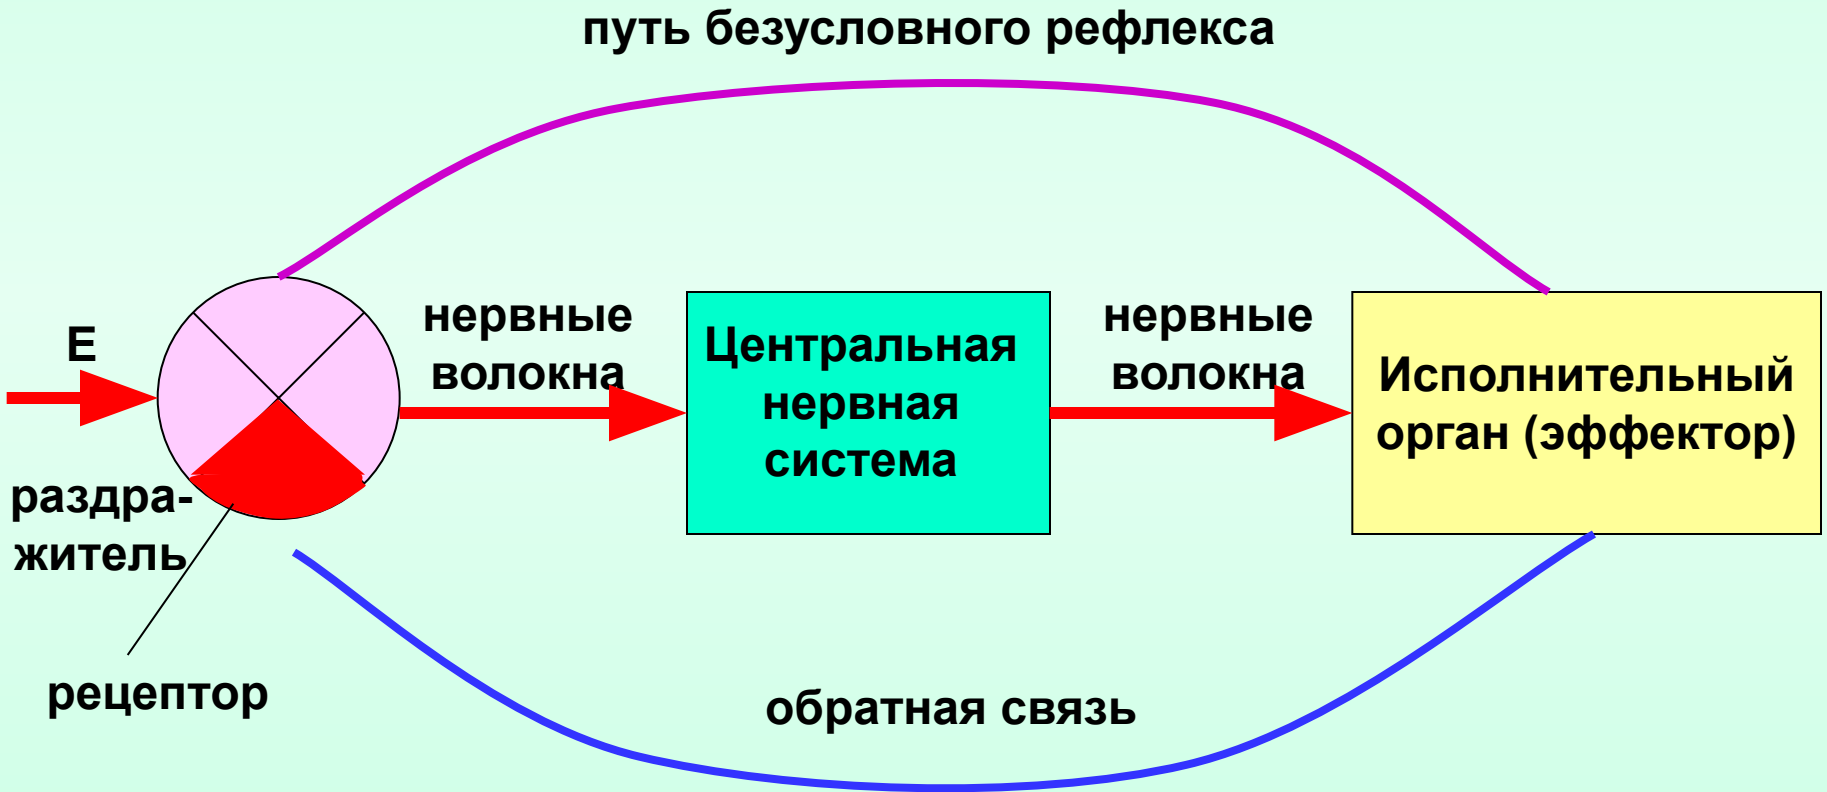 путь безусловного рефлекса
E
раздра-
житель
рецептор
нервные
волокна
Центральная
нервная
система
нервные
волокна
Исполнительный
орган (эффектор)
обратная связь